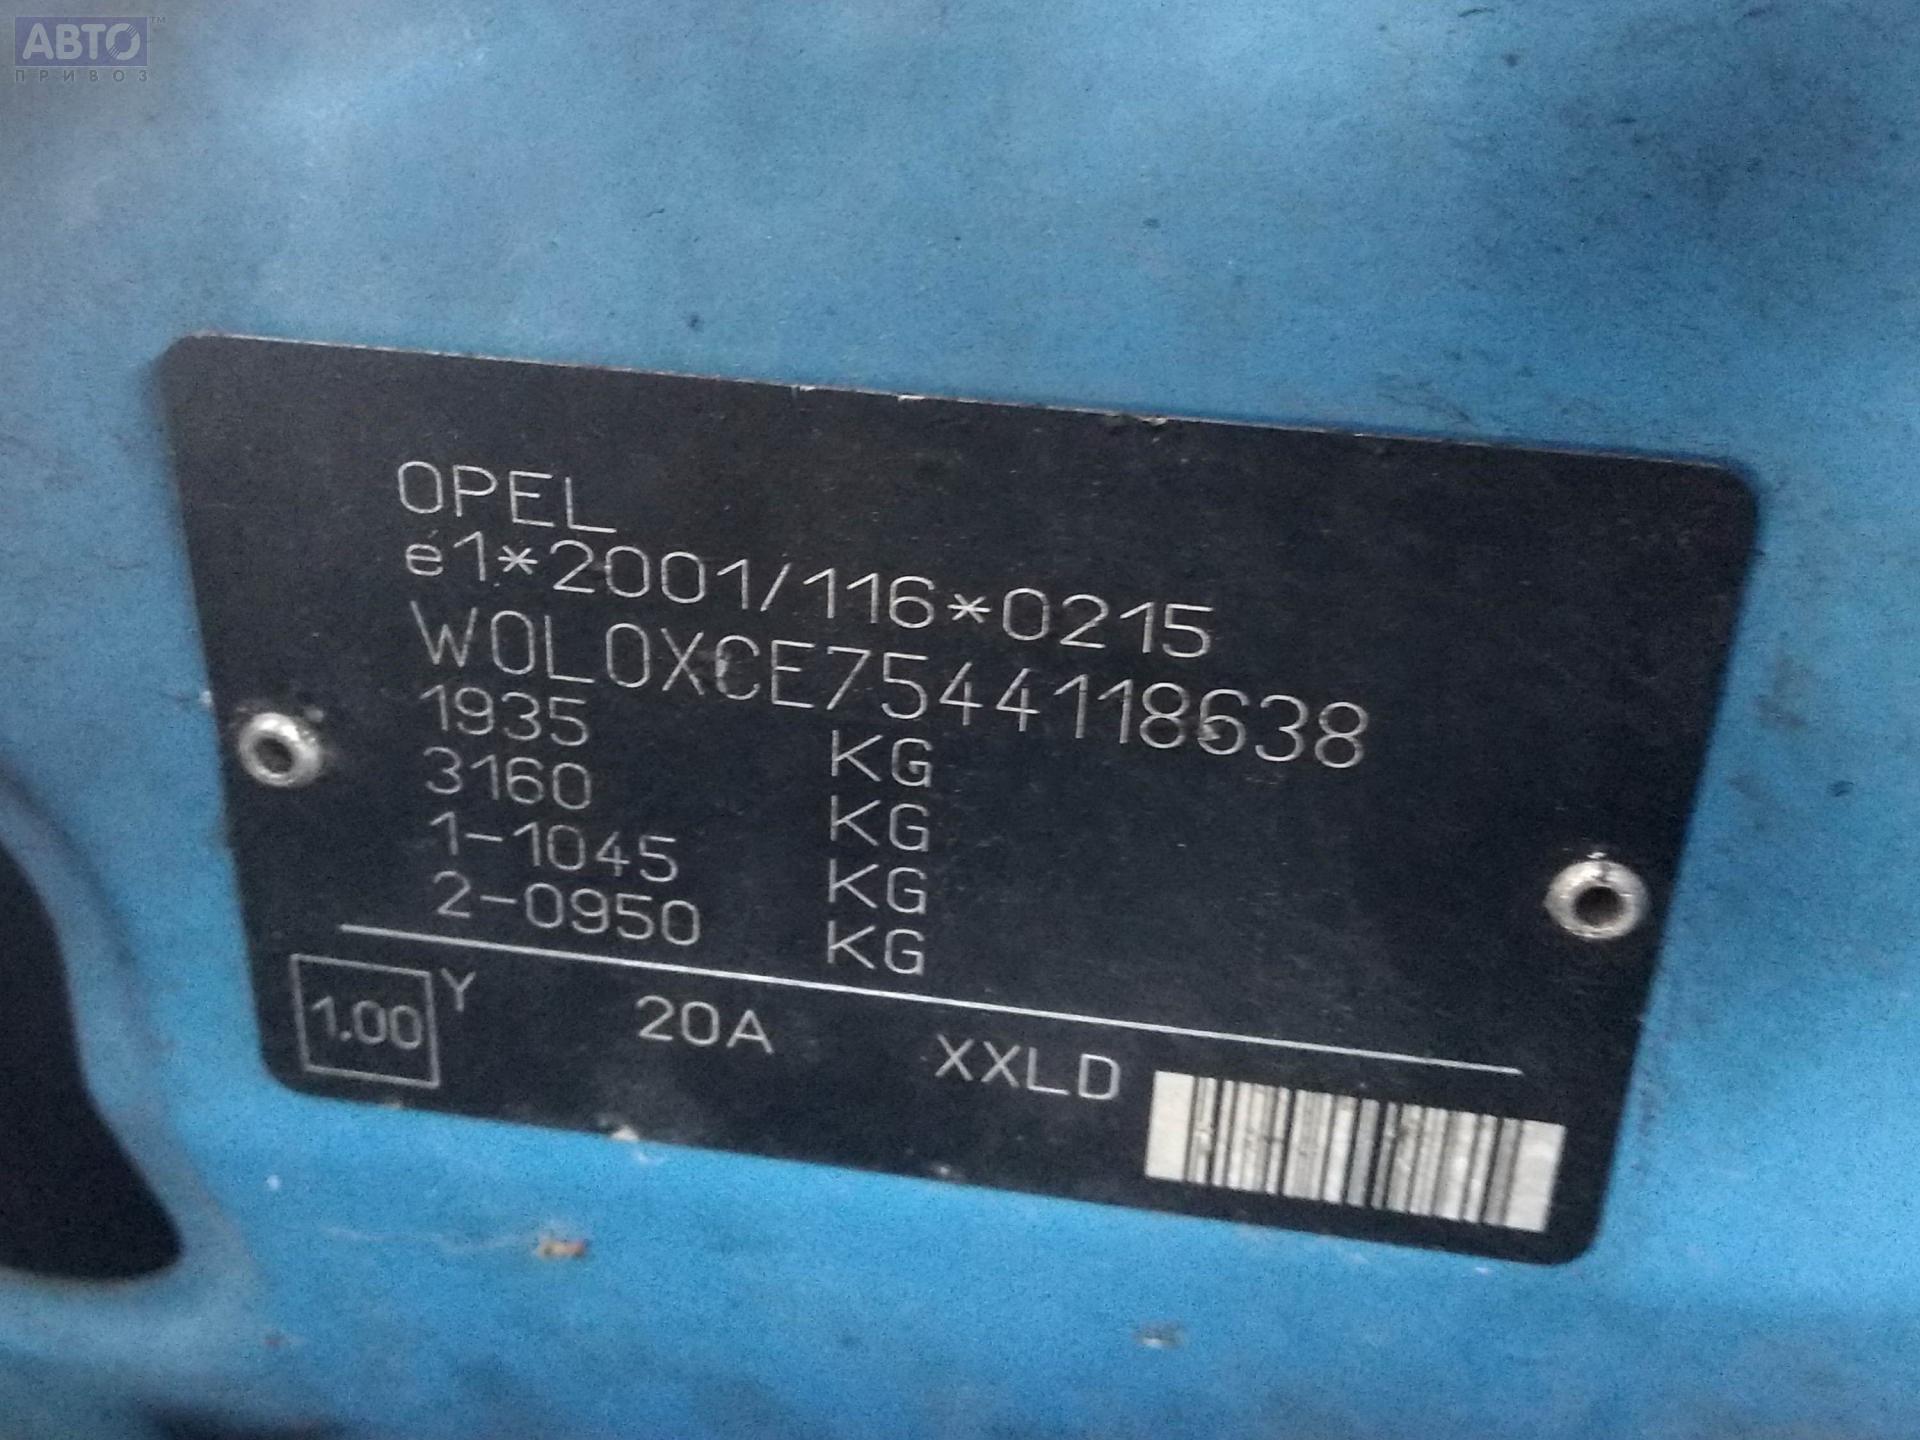 АВТО™
ПРИВОЗ
OPEL
e1*2001/116*0215
W0L0XCE7544118638
1935 KG
3160 KG
1-1045 KG
2-0950 KG
1.00 Y 20A XXLD